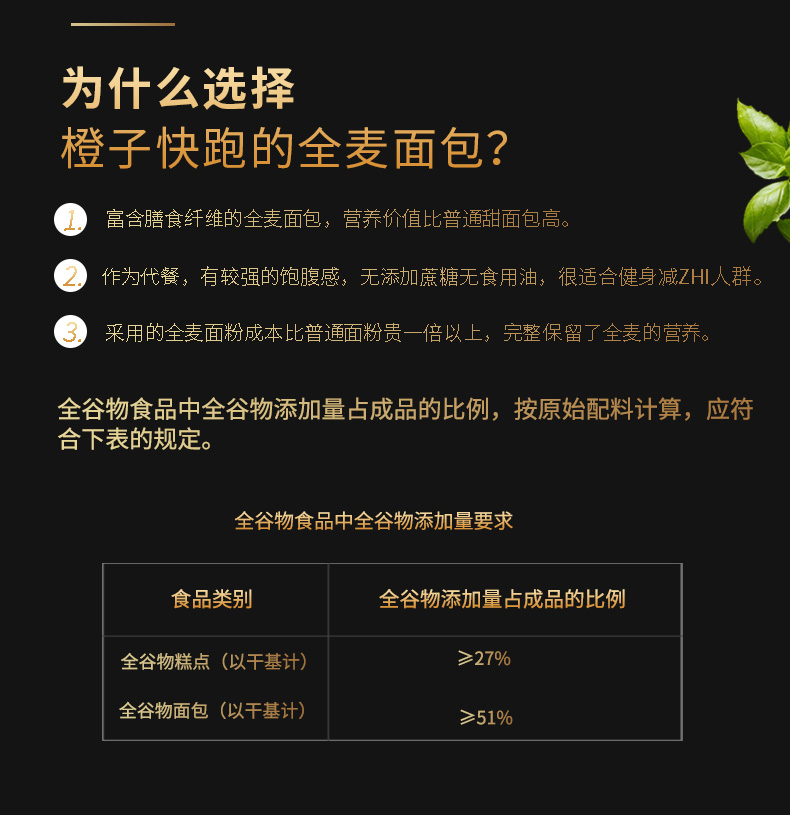 为什么选择
橙子快跑的全麦面包？
1. 富含膳食纤维的全麦面包，营养价值比普通甜面包高。
2. 作为代餐，有较强的饱腹感，无添加蔗糖无食用油，很适合健身减ZHI人群。
3. 采用的全麦面粉成本比普通面粉贵一倍以上，完整保留了全麦的营养。
全谷物食品中全谷物添加量占成品的比例，按原始配料计算，应符
合下表的规定。
全谷物食品中全谷物添加量要求
食品类别 全谷物添加量占成品的比例
全谷物糕点（以干基计） ⩾27%
全谷物面包（以干基计） ⩾51%